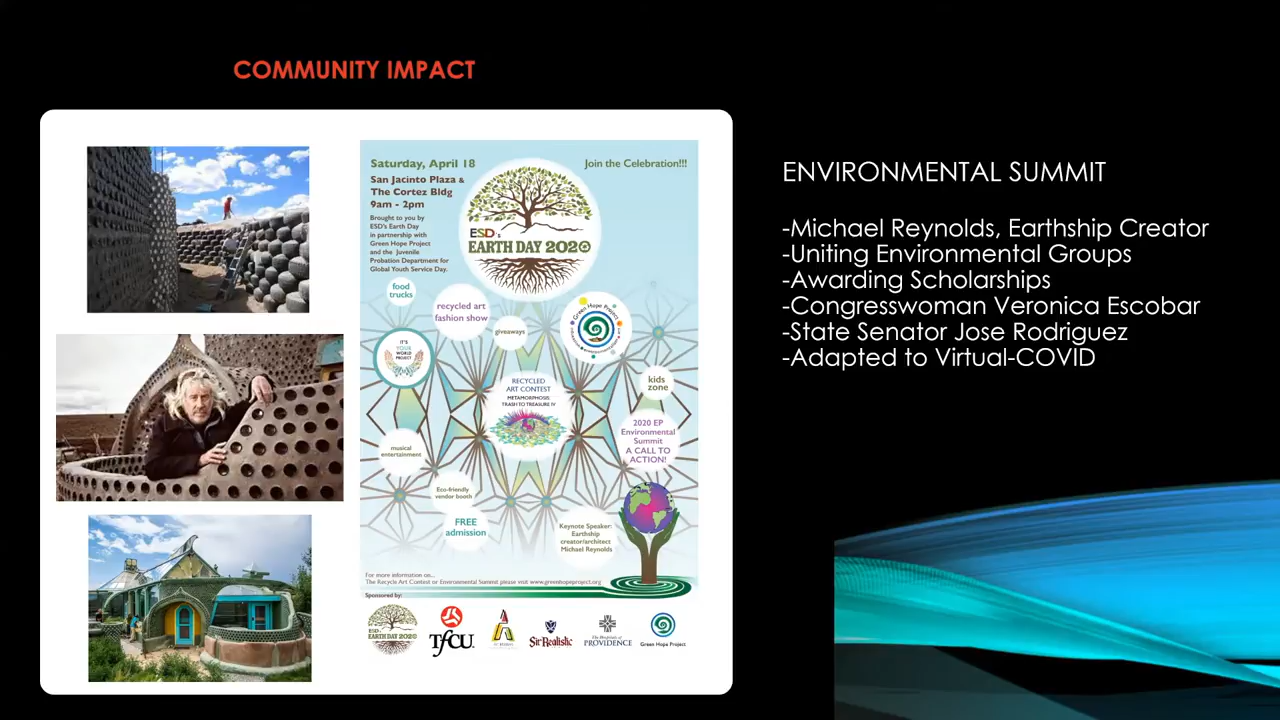 COMMUNITY IMPACT
Saturday, April 18
Join the Celebration!!!
San Jacinto Plaza &
The Cortez Bldg
9am - 2pm
Brought to you by
ESD's Earth Day
in partnership with
Green Hope Project
and the Juvenile
Probation Department for
Global Youth Service Day.
ESD's
EARTH DAY 2020
food
trucks
recycled art
fashion show
giveaways
Green Hope Project
IT'S
YOUR
WORLD
PROJECT
RECYCLED
ART CONTEST
METAMORPHOSIS:
TRASH TO TREASURE IV
kids
zone
2020 EP
Environmental
Summit
A CALL TO
ACTION!
musical
entertainment
Eco-friendly
vendor booth
FREE
admission
Keynote Speaker:
Earthship
creator/architect
Michael Reynolds
For more information on...
The Recycle Art Contest or Environmental Summit please visit www.greenhopeproject.org
Sponsored by:
ESD's
EARTH DAY 2020
TFCU
Sir Realistic
The Hospitals of
PROVIDENCE
Green Hope Project
ENVIRONMENTAL SUMMIT
-Michael Reynolds, Earthship Creator
-Uniting Environmental Groups
-Awarding Scholarships
-Congresswoman Veronica Escobar
-State Senator Jose Rodriguez
-Adapted to Virtual-COVID